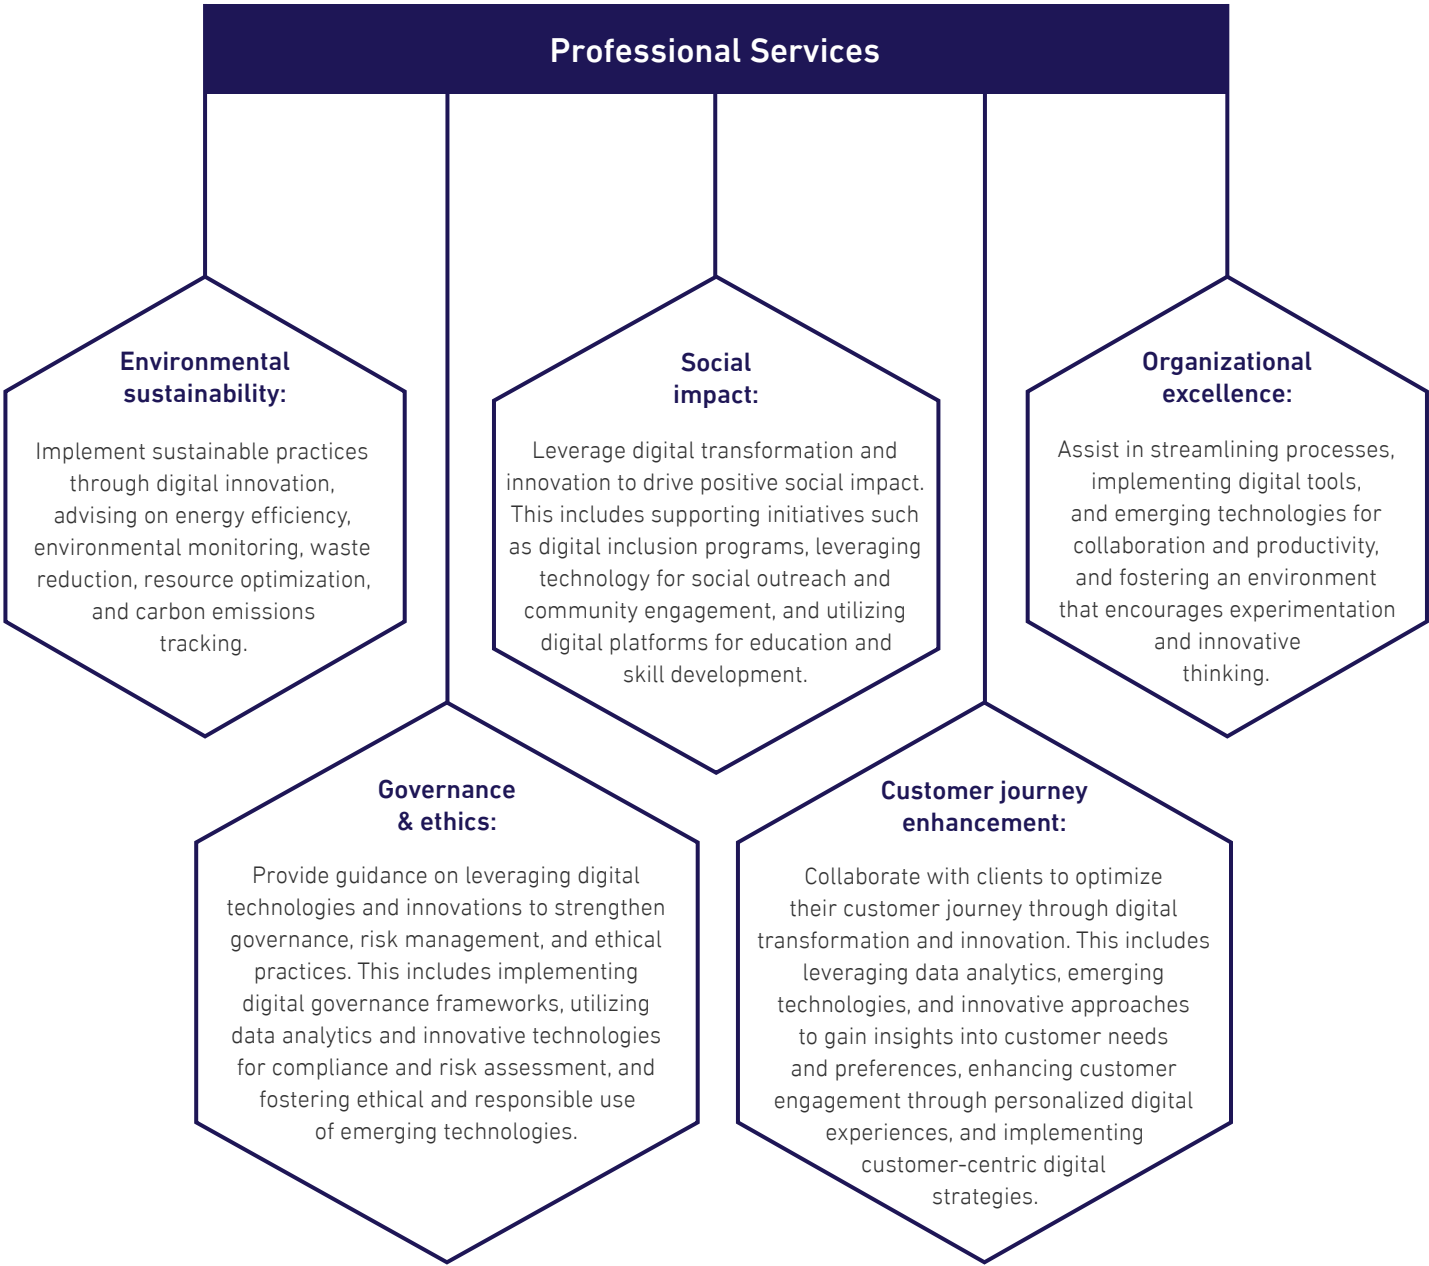 Professional Services
Environmental
sustainability:
Implement sustainable practices
through digital innovation,
advising on energy efficiency,
environmental monitoring, waste
reduction, resource optimization,
and carbon emissions
tracking.
Social
impact:
Leverage digital transformation and
innovation to drive positive social impact.
This includes supporting initiatives such
as digital inclusion programs, leveraging
technology for social outreach and
community engagement, and utilizing
digital platforms for education and
skill development.
Organizational
excellence:
Assist in streamlining processes,
implementing digital tools,
and emerging technologies for
collaboration and productivity,
and fostering an environment
that encourages experimentation
and innovative
thinking.
Governance
& ethics:
Provide guidance on leveraging digital
technologies and innovations to strengthen
governance, risk management, and ethical
practices. This includes implementing
digital governance frameworks, utilizing
data analytics and innovative technologies
for compliance and risk assessment, and
fostering ethical and responsible use
of emerging technologies.
Customer journey
enhancement:
Collaborate with clients to optimize
their customer journey through digital
transformation and innovation. This includes
leveraging data analytics, emerging
technologies, and innovative approaches
to gain insights into customer needs
and preferences, enhancing customer
engagement through personalized digital
experiences, and implementing
customer-centric digital
strategies.